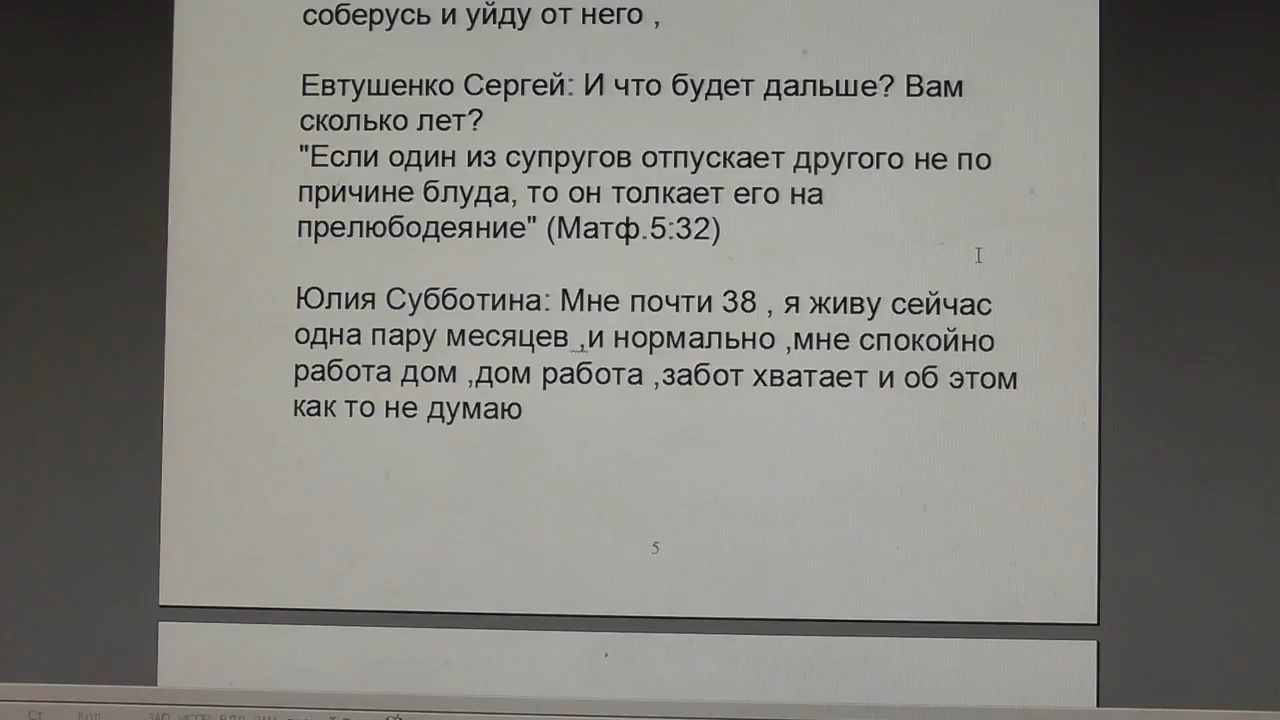 соберусь и уйду от него ,
Евтушенко Сергей: И что будет дальше? Вам
сколько лет?
"Если один из супругов отпускает другого не по
причине блуда, то он толкает его на
прелюбодеяние" (Матф.5:32)
Юлия Субботина: Мне почти 38 , я живу сейчас
одна пару месяцев ,и нормально ,мне спокойно
работа дом ,дом работа ,забот хватает и об этом
как то не думаю
5